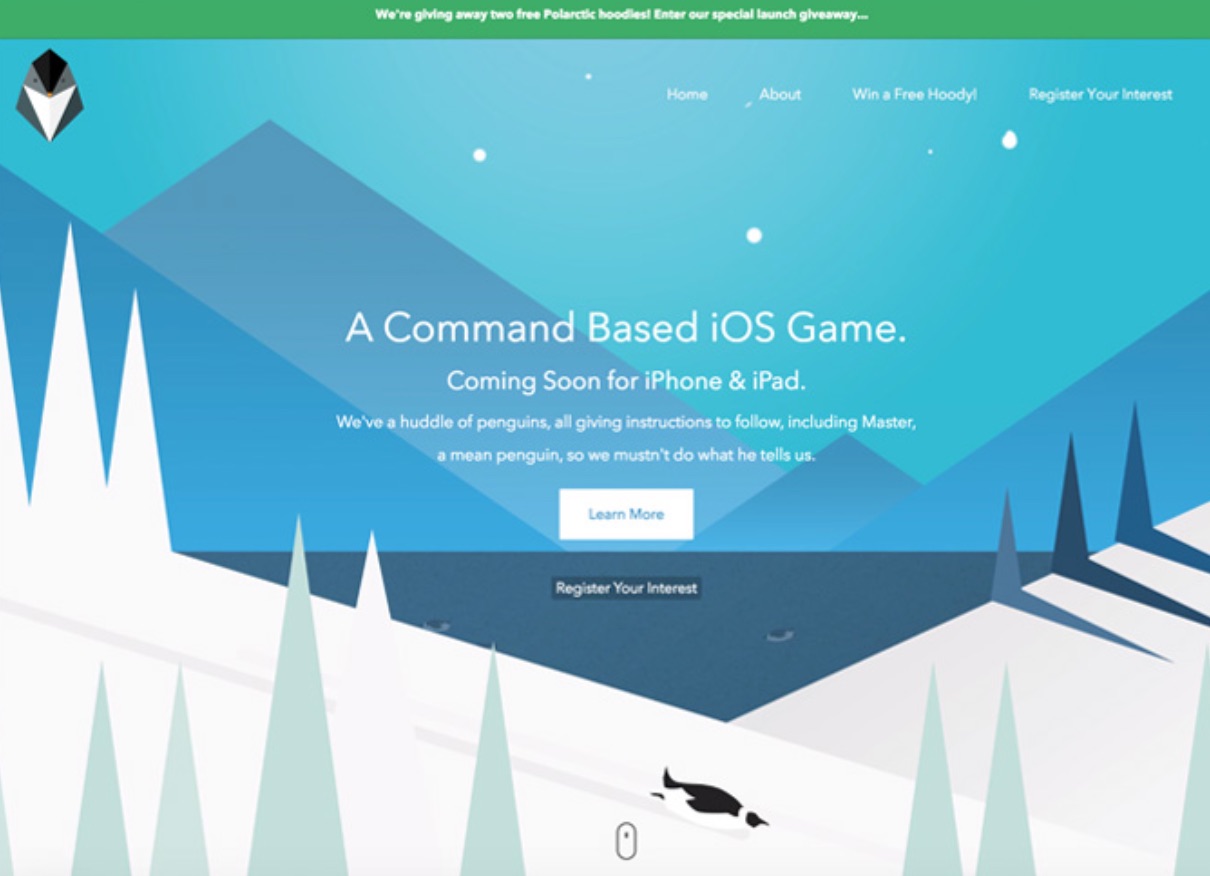 We're giving away two free Polarctic hoodies! Enter our special launch giveaway...
Home About Win a Free Hoody! Register Your Interest
A Command Based iOS Game.
Coming Soon for iPhone & iPad.
We've a huddle of penguins, all giving instructions to follow, including Master,
a mean penguin, so we mustn't do what he tells us.
Learn More
Register Your Interest